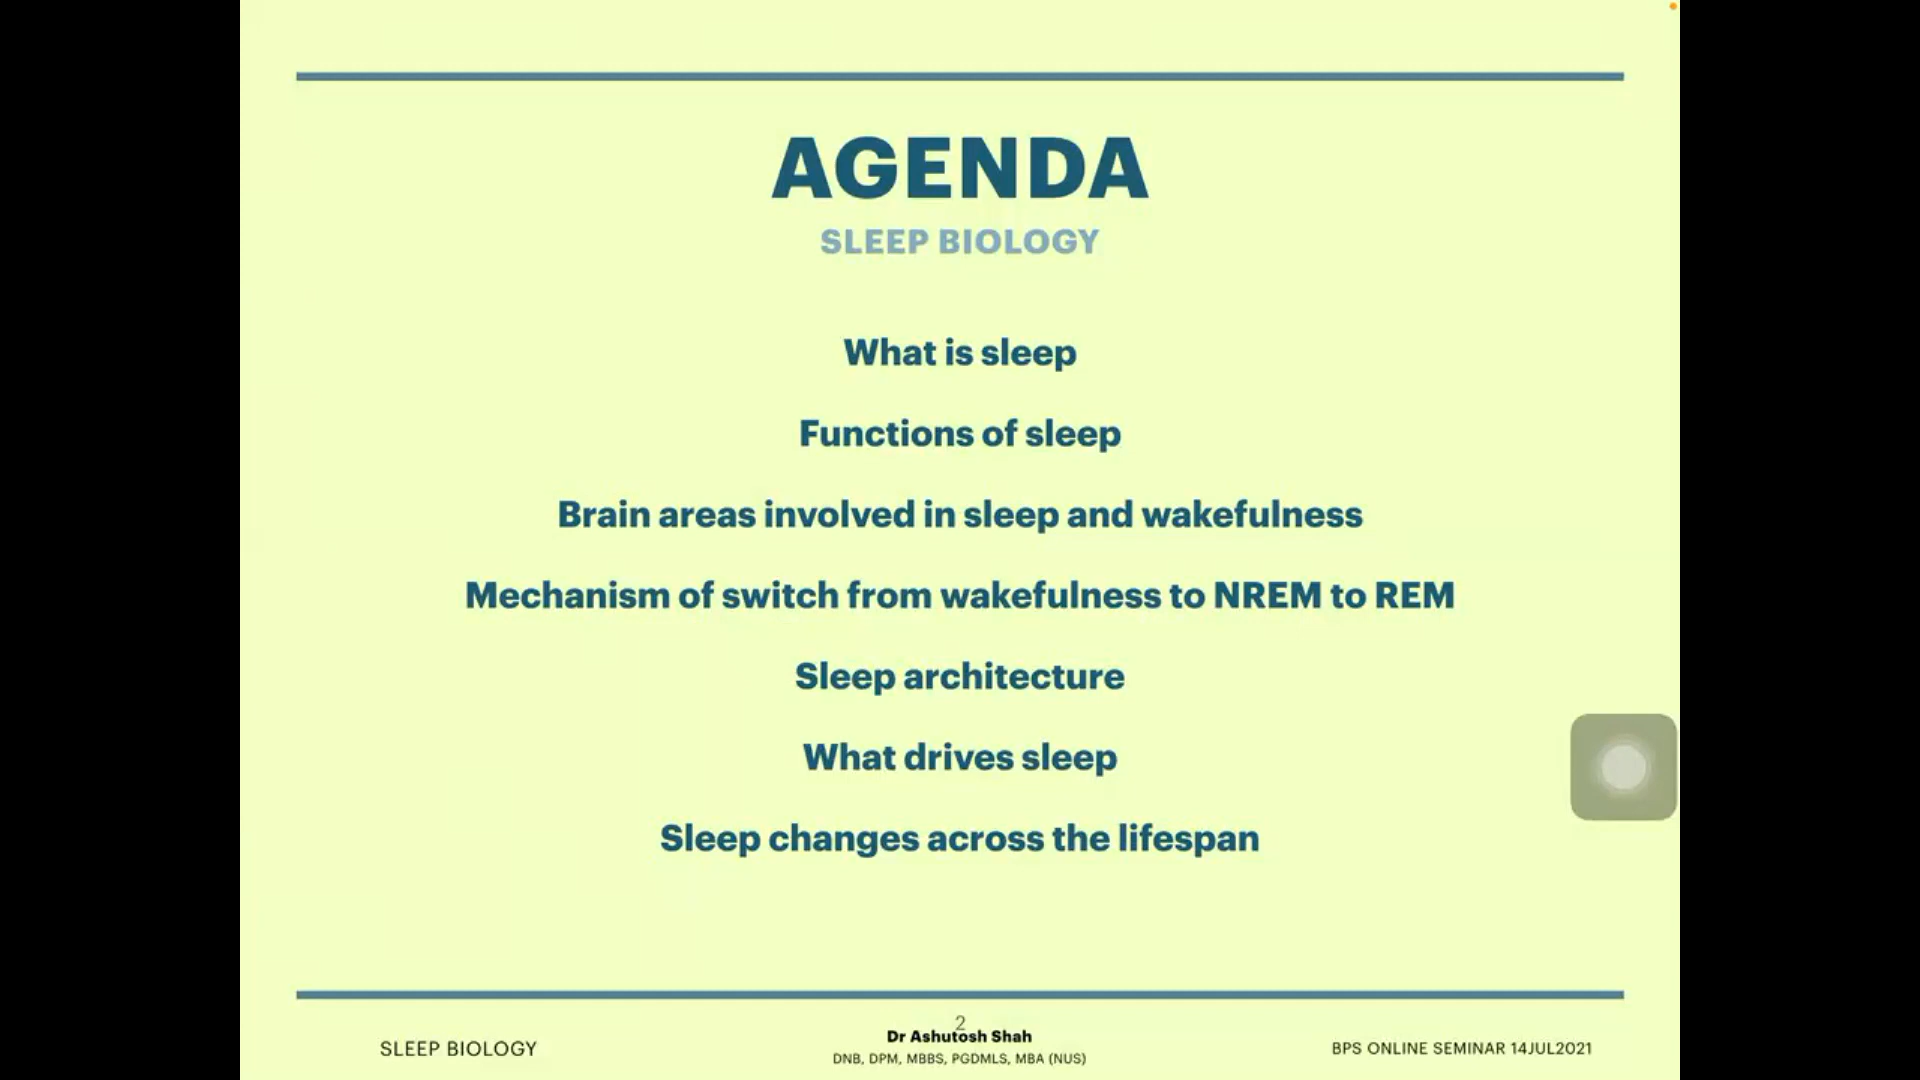 AGENDA
SLEEP BIOLOGY
What is sleep
Functions of sleep
Brain areas involved in sleep and wakefulness
Mechanism of switch from wakefulness to NREM to REM
Sleep architecture
What drives sleep
Sleep changes across the lifespan
2
SLEEP BIOLOGY
Dr Ashutosh Shah
DNB, DPM, MBBS, PGDMLS, MBA (NUS)
BPS ONLINE SEMINAR 14JUL2021